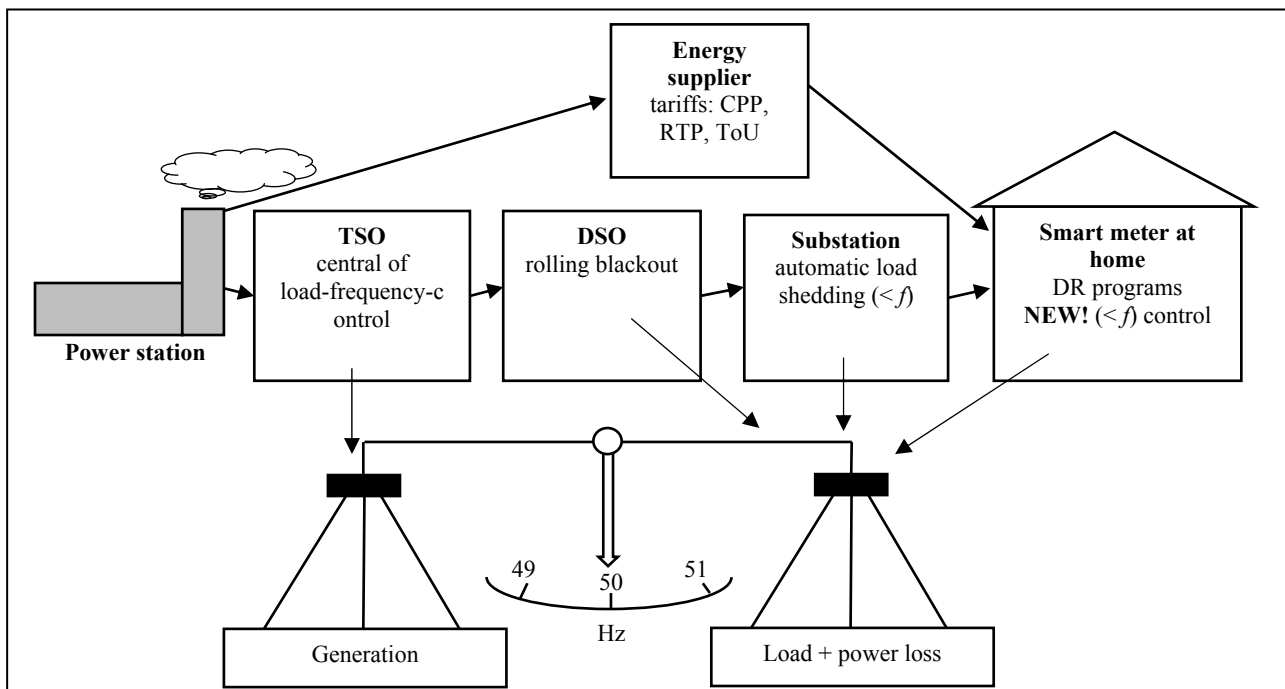 Energy
supplier
tariffs: CPP,
RTP, ToU
Power station
TSO
central of
load-frequency-c
ontrol
DSO
rolling blackout
Substation
automatic load
shedding (< f)
Smart meter at
home
DR programs
NEW! (< f) control
49
50
51
Hz
Generation
Load + power loss